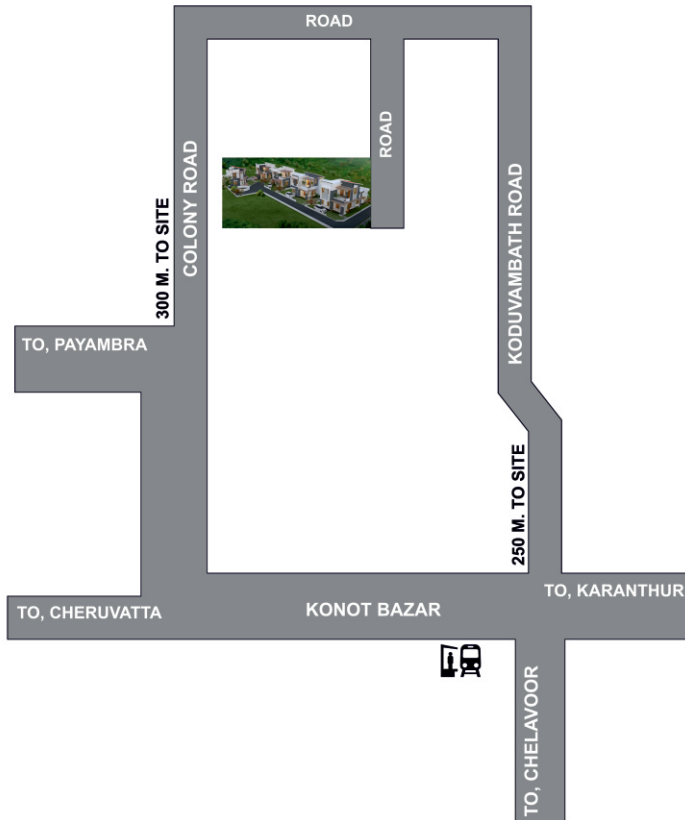 ROAD
ROAD
COLONY ROAD
KODUVAMBATH ROAD
300 M. TO SITE
TO, PAYAMBRA
250 M. TO SITE
TO, KARANTHUR
TO, CHERUVATTA
KONOT BAZAR
TO, CHELAVOOR